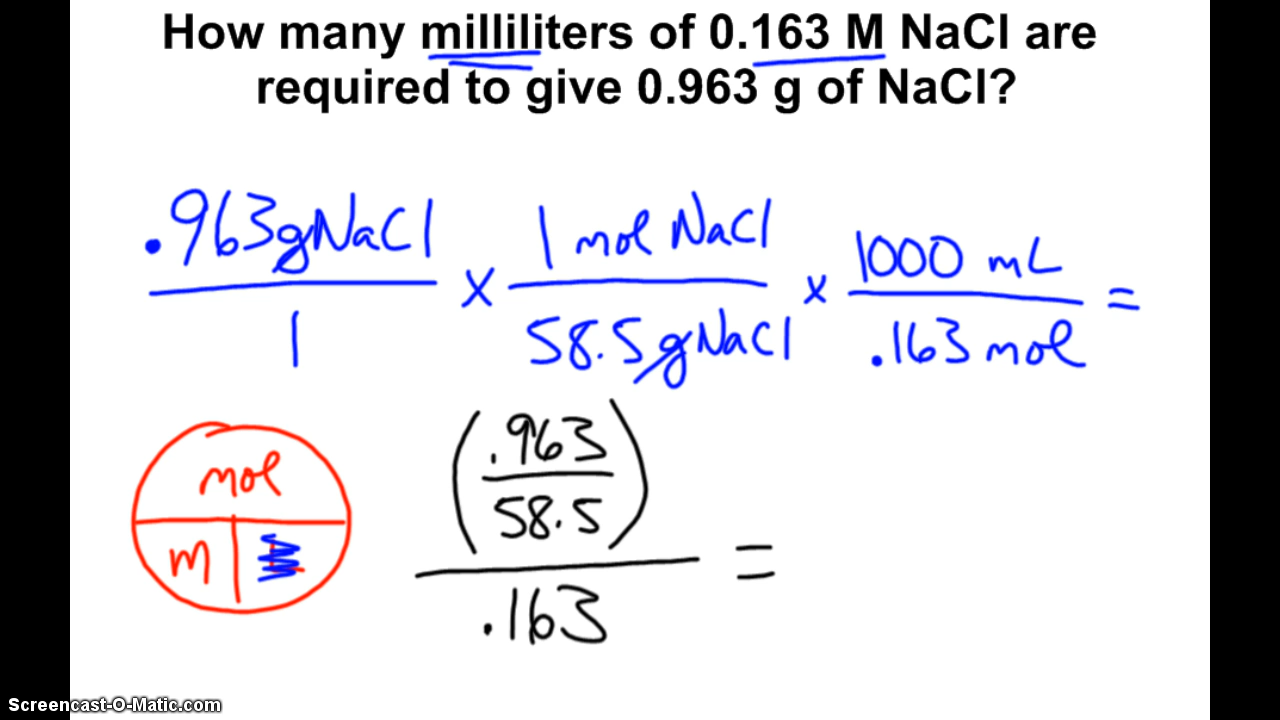 How many milliliters of 0.163 M NaCl are
required to give 0.963 g of NaCl?
.963gNaCl 1 mol NaCl 1000 mL
x x =
1 58.5gNaCl .163 mol
.963
58.5
.163
=
mol
m
Screencast-O-Matic.com